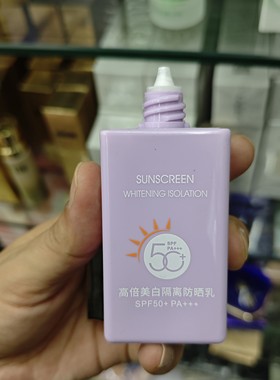 SUNSCREEN
WHITENING ISOLATION
SPF
PA+++
50+
高倍美白隔离防晒乳
SPF50+ PA+++